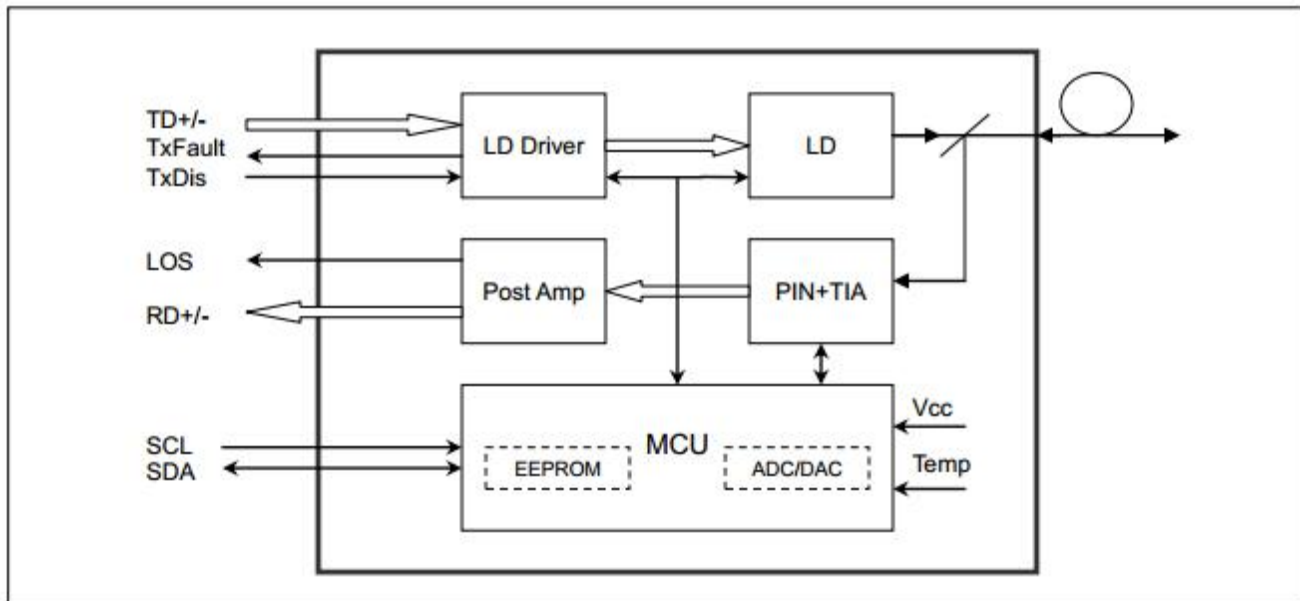 TD+/-
TxFault
TxDis
LD Driver
LD
LOS
RD+/-
Post Amp
PIN+TIA
SCL
SDA
MCU
EEPROM
ADC/DAC
Vcc
Temp